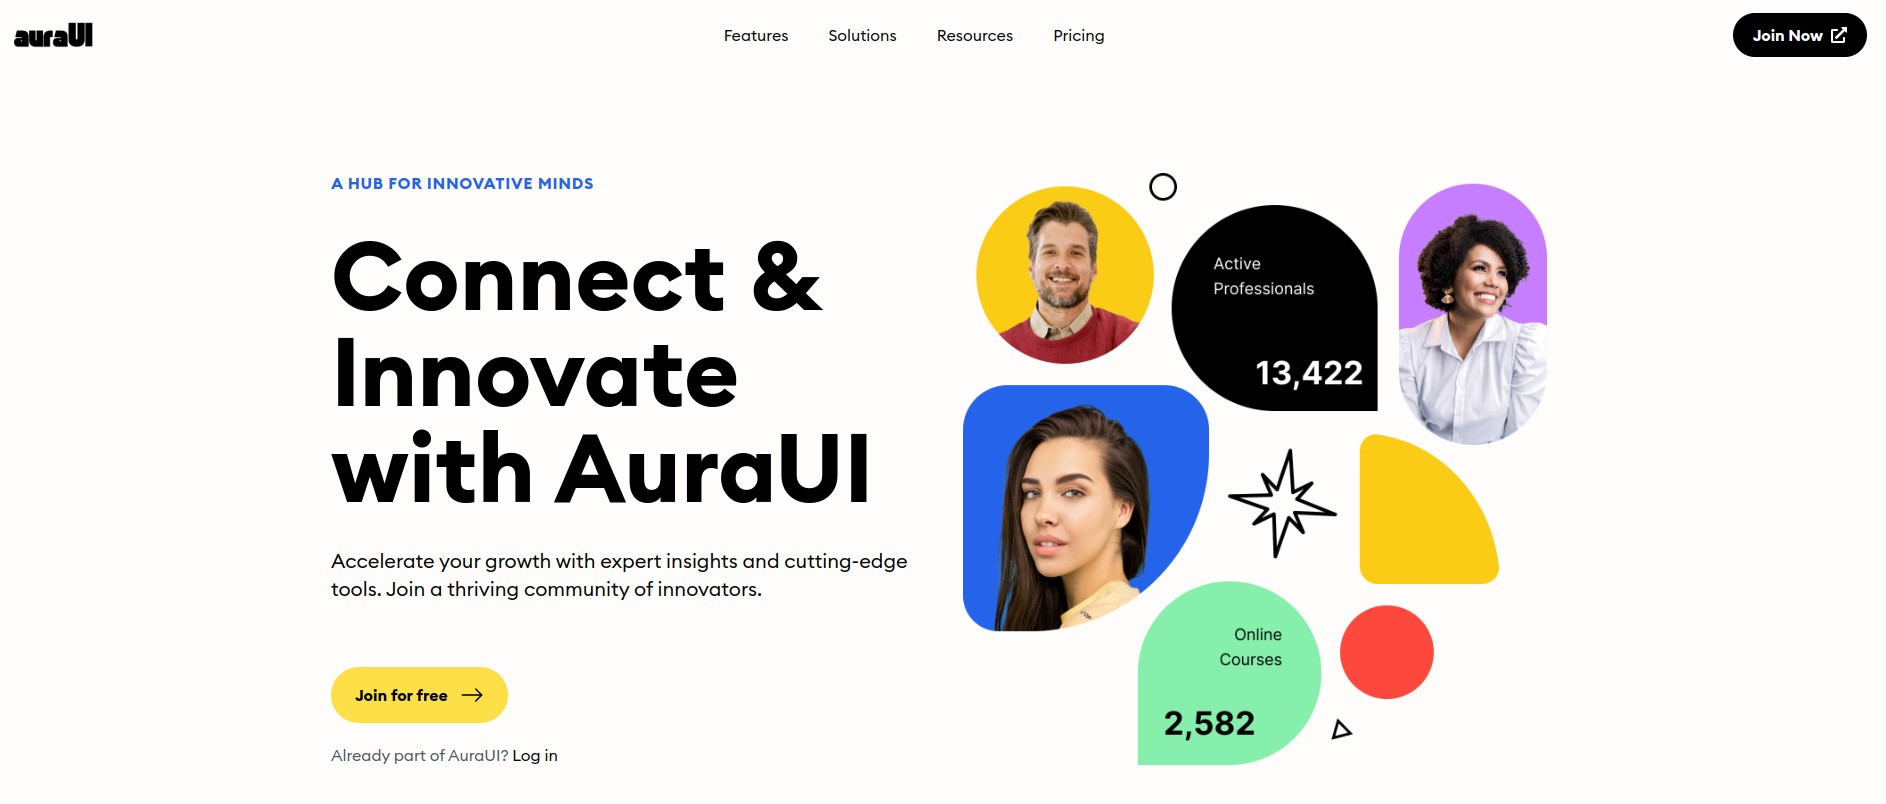 auraUI
Features
Solutions
Resources
Pricing
Join Now
A HUB FOR INNOVATIVE MINDS
Connect &
Innovate
with AuraUI
Accelerate your growth with expert insights and cutting-edge
tools. Join a thriving community of innovators.
Join for free
Already part of AuraUI? Log in
Active
Professionals
13,422
Online
Courses
2,582